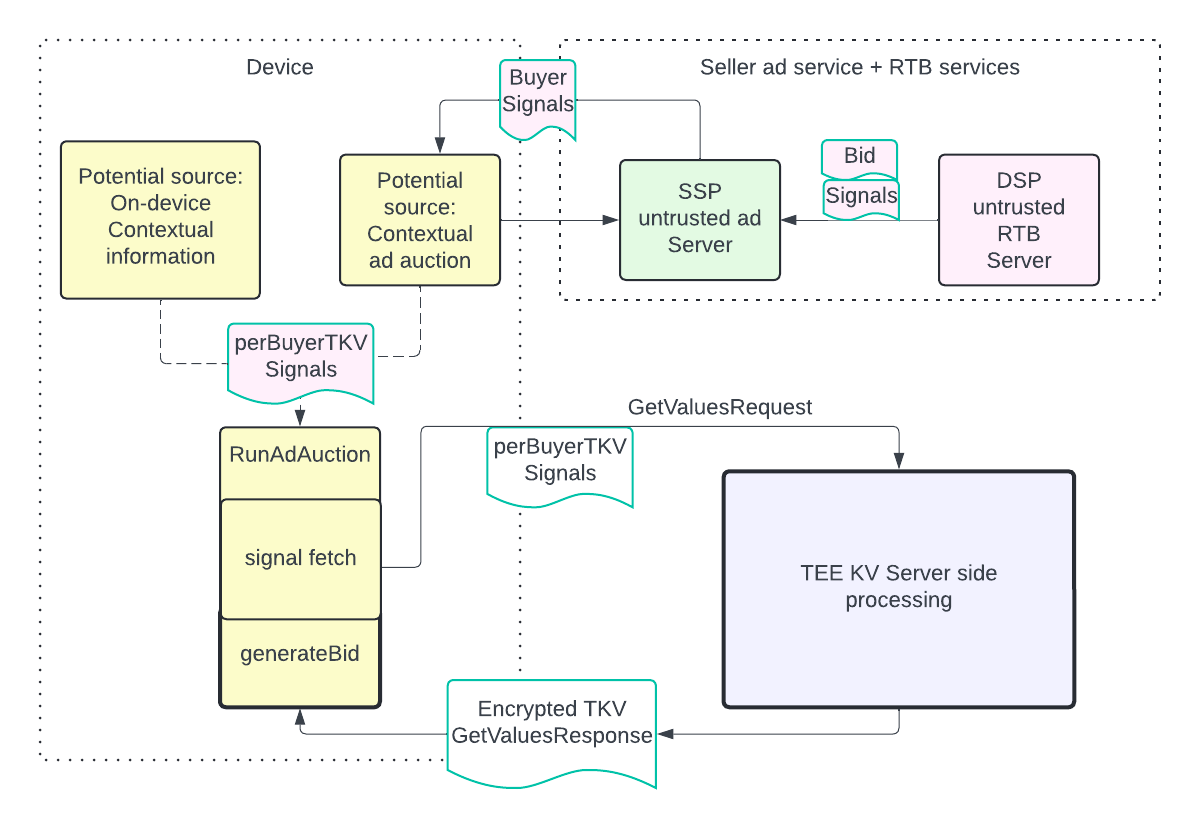 Device
Seller ad service + RTB services
Buyer
Signals
Potential source:
On-device
Contextual
information
Potential
source:
Contextual
ad auction
SSP
untrusted ad
Server
Bid
Signals
DSP
untrusted
RTB
Server
perBuyerTKV
Signals
GetValuesRequest
RunAdAuction
perBuyerTKV
Signals
signal fetch
TEE KV Server side
processing
generateBid
Encrypted TKV
GetValuesResponse